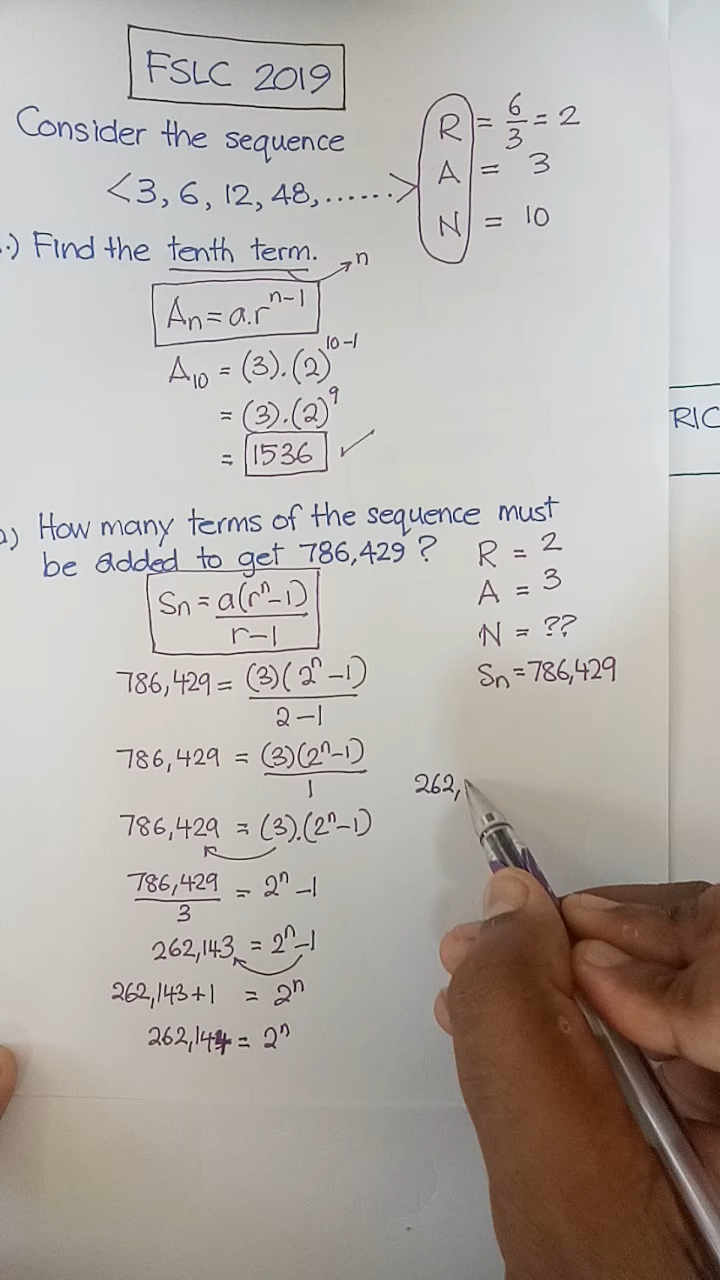 FSLC 2019
Consider the sequence
<3, 6, 12, 48,......>
R = 6/3 = 2
A = 3
N = 10
.) Find the tenth term.
n
An = a.r^n-1
A10 = (3).(2)^10-1
= (3).(2)^9
= 1536 ✓
) How many terms of the sequence must
be added to get 786,429?
R = 2
A = 3
N = ??
Sn = 786,429
Sn = a(r^n-1)/r-1
786,429 = (3)(2^n-1)/2-1
786,429 = (3)(2^n-1)/1
786,429 = (3).(2^n-1)
786,429/3 = 2^n-1
262,143 = 2^n-1
262,143+1 = 2^n
262,144 = 2^n
262,
RIC